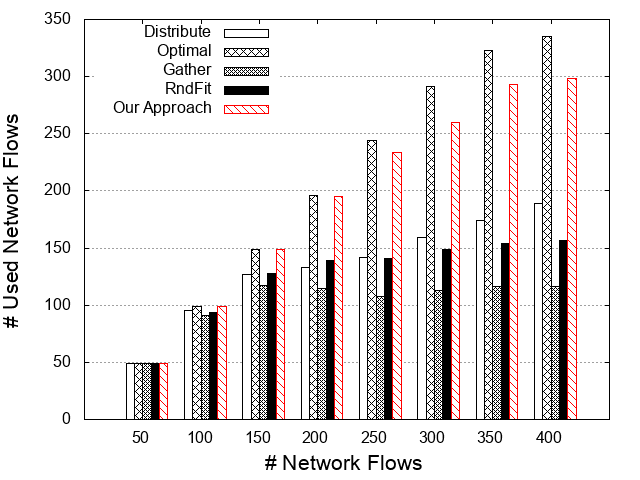 350
300
250
200
150
100
50
0
# Used Network Flows
Distribute
Optimal
Gather
RndFit
Our Approach
50 100 150 200 250 300 350 400
# Network Flows